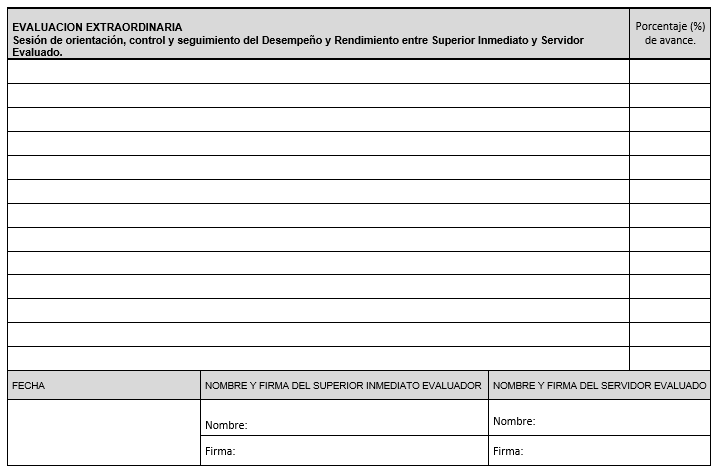 EVALUACION EXTRAORDINARIA
Sesión de orientación, control y seguimiento del Desempeño y Rendimiento entre Superior Inmediato y Servidor
Evaluado.
Porcentaje (%)
de avance.
FECHA
NOMBRE Y FIRMA DEL SUPERIOR INMEDIATO EVALUADOR
NOMBRE Y FIRMA DEL SERVIDOR EVALUADO
Nombre:
Nombre:
Firma:
Firma: